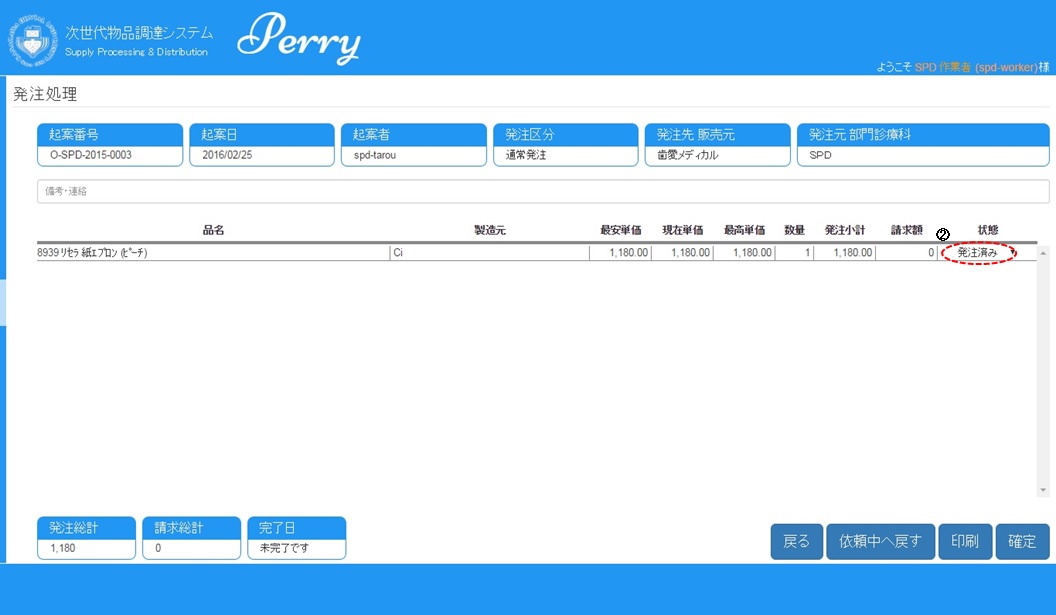 次世代物品調達システム
Supply Processing & Distribution
Perry
ようこそ SPD 作業者 (spd-worker)様
発注処理
起案番号 起案日 起案者 発注区分 発注先 販売元 発注元 部門診療科
O-SPD-2015-0003 2016/02/25 spd-tarou 通常発注 歯愛メディカル SPD
備考・連絡
品名 製造元 最安単価 現在単価 最高単価 数量 発注小計 請求額 ② 状態
8939 リセラ 紙エプロン (ピーチ) Ci 1,180.00 1,180.00 1,180.00 1 1,180.00 0 発注済み
発注総計 請求総計 完了日
1,180 0 未完了です
戻る 依頼中へ戻す 印刷 確定